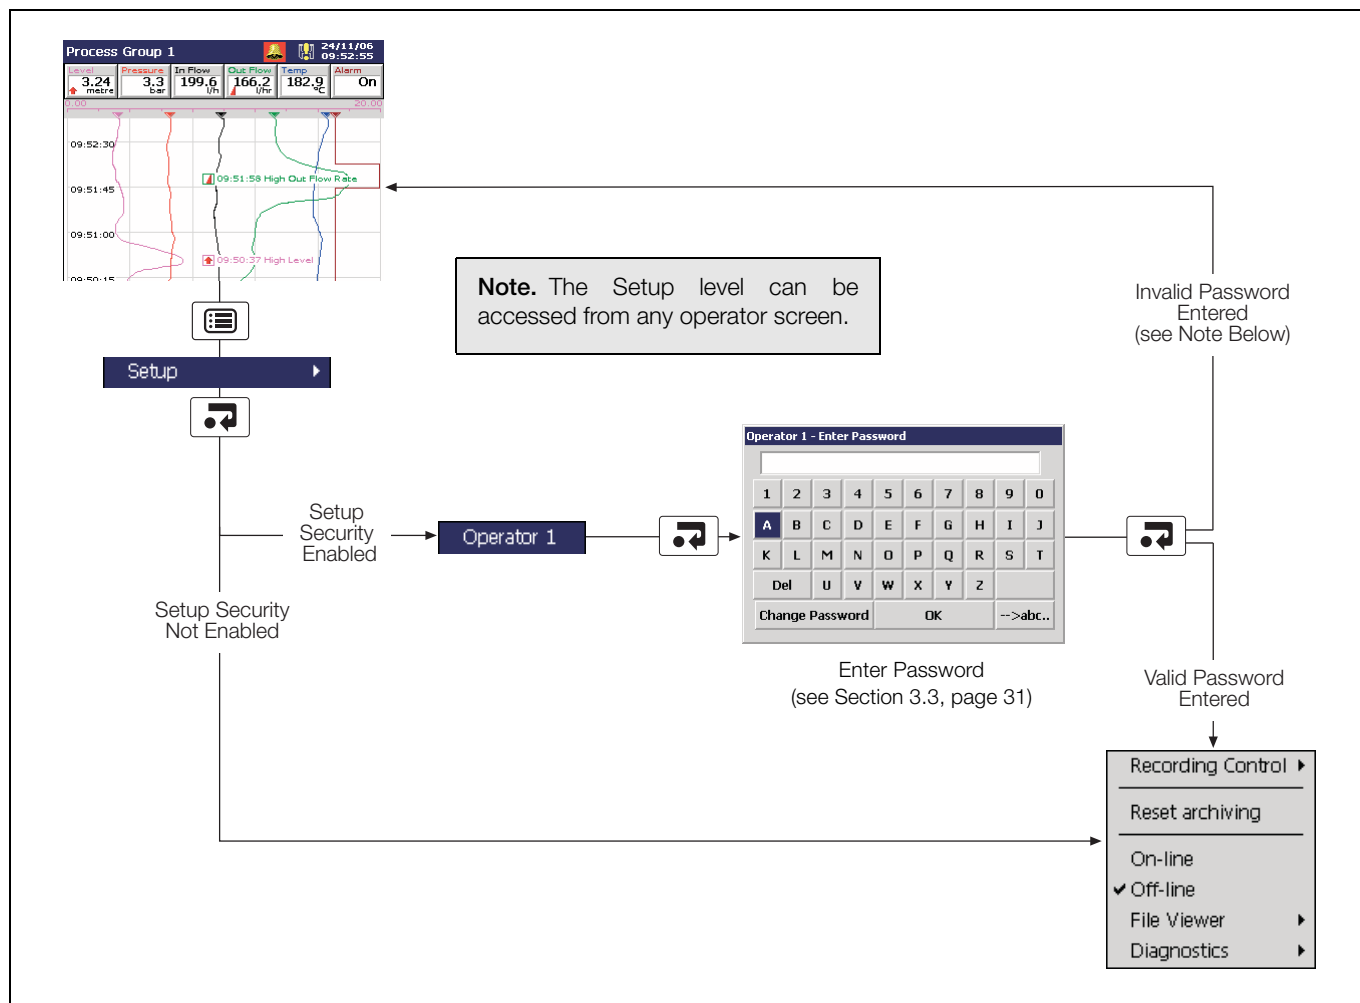 Process Group 1
24/11/06
09:52:55
Level Pressure In Flow Out Flow Temp Alarm
3.24 3.3 199.6 166.2 182.9 On
metre bar l/h l/hr °C
0.00 20.00
09:52:30
09:51:58 High Out Flow Rate
09:51:45
09:51:00
09:50:37 High Level
09:50:15
Note. The Setup level can be
accessed from any operator screen.
Invalid Password
Entered
(see Note Below)
Setup
Operator 1 - Enter Password
1 2 3 4 5 6 7 8 9 0
A B C D E F G H I J
K L M N O P Q R S T
Del U V W X Y Z
Change Password OK -->abc..
Setup
Security
Enabled
Operator 1
Setup Security
Not Enabled
Enter Password
(see Section 3.3, page 31)
Valid Password
Entered
Recording Control
Reset archiving
On-line
Off-line
File Viewer
Diagnostics